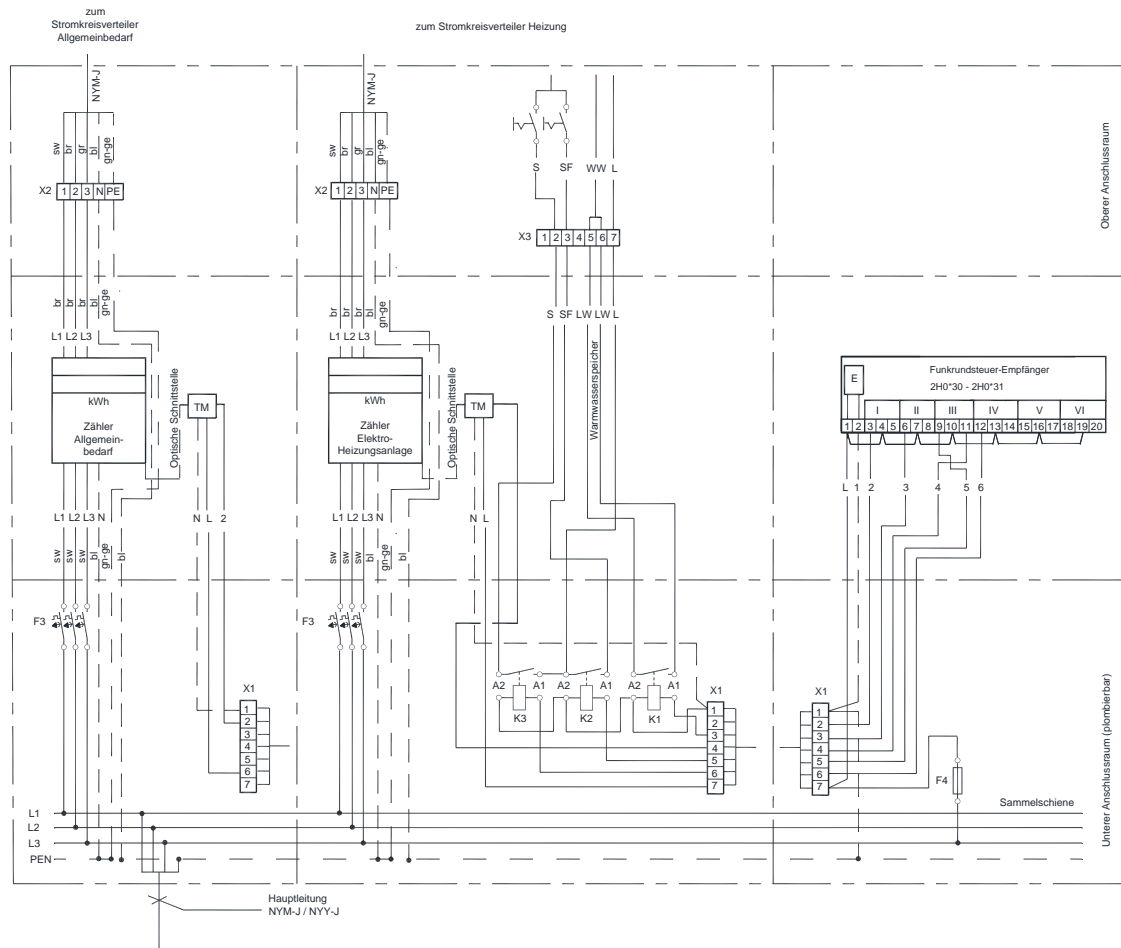 zum
Stromkreisverteiler
Allgemeinbedarf
zum Stromkreisverteiler Heizung
NYM-J
NYM-J
sw br gr bl gn-ge
sw br gr bl gn-ge
S SF WW L
X2 1 2 3 N PE
X2 1 2 3 N PE
X3 1 2 3 4 5 6 7
Oberer Anschlussraum
br br br bl gn-ge
br br br bl gn-ge
S SF LW LW L
L1 L2 L3
L1 L2 L3
kWh
Zähler
Allgemein-
bedarf
Optische Schnittstelle
TM
kWh
Zähler
Elektro-
Heizungsanlage
Optische Schnittstelle
TM
Warmwasserspeicher
E
Funkrundsteuer-Empfänger
2H0*30 - 2H0*31
I II III IV V VI
1 2 3 4 5 6 7 8 9 10 11 12 13 14 15 16 17 18 19 20
L 1 2 3 4 5 6
L1 L2 L3 N
N L 2
L1 L2 L3 N
N L
sw sw sw bl gn-ge bl
sw sw sw bl gn-ge bl
F3
F3
A2 A1 A2 A1 A2 A1
K3 K2 K1
X1
1
2
3
4
5
6
7
X1
1
2
3
4
5
6
7
X1
1
2
3
4
5
6
7
F4
Unterer Anschlussraum (plombierbar)
Sammelschiene
L1
L2
L3
PEN
Hauptleitung
NYM-J / NYY-J